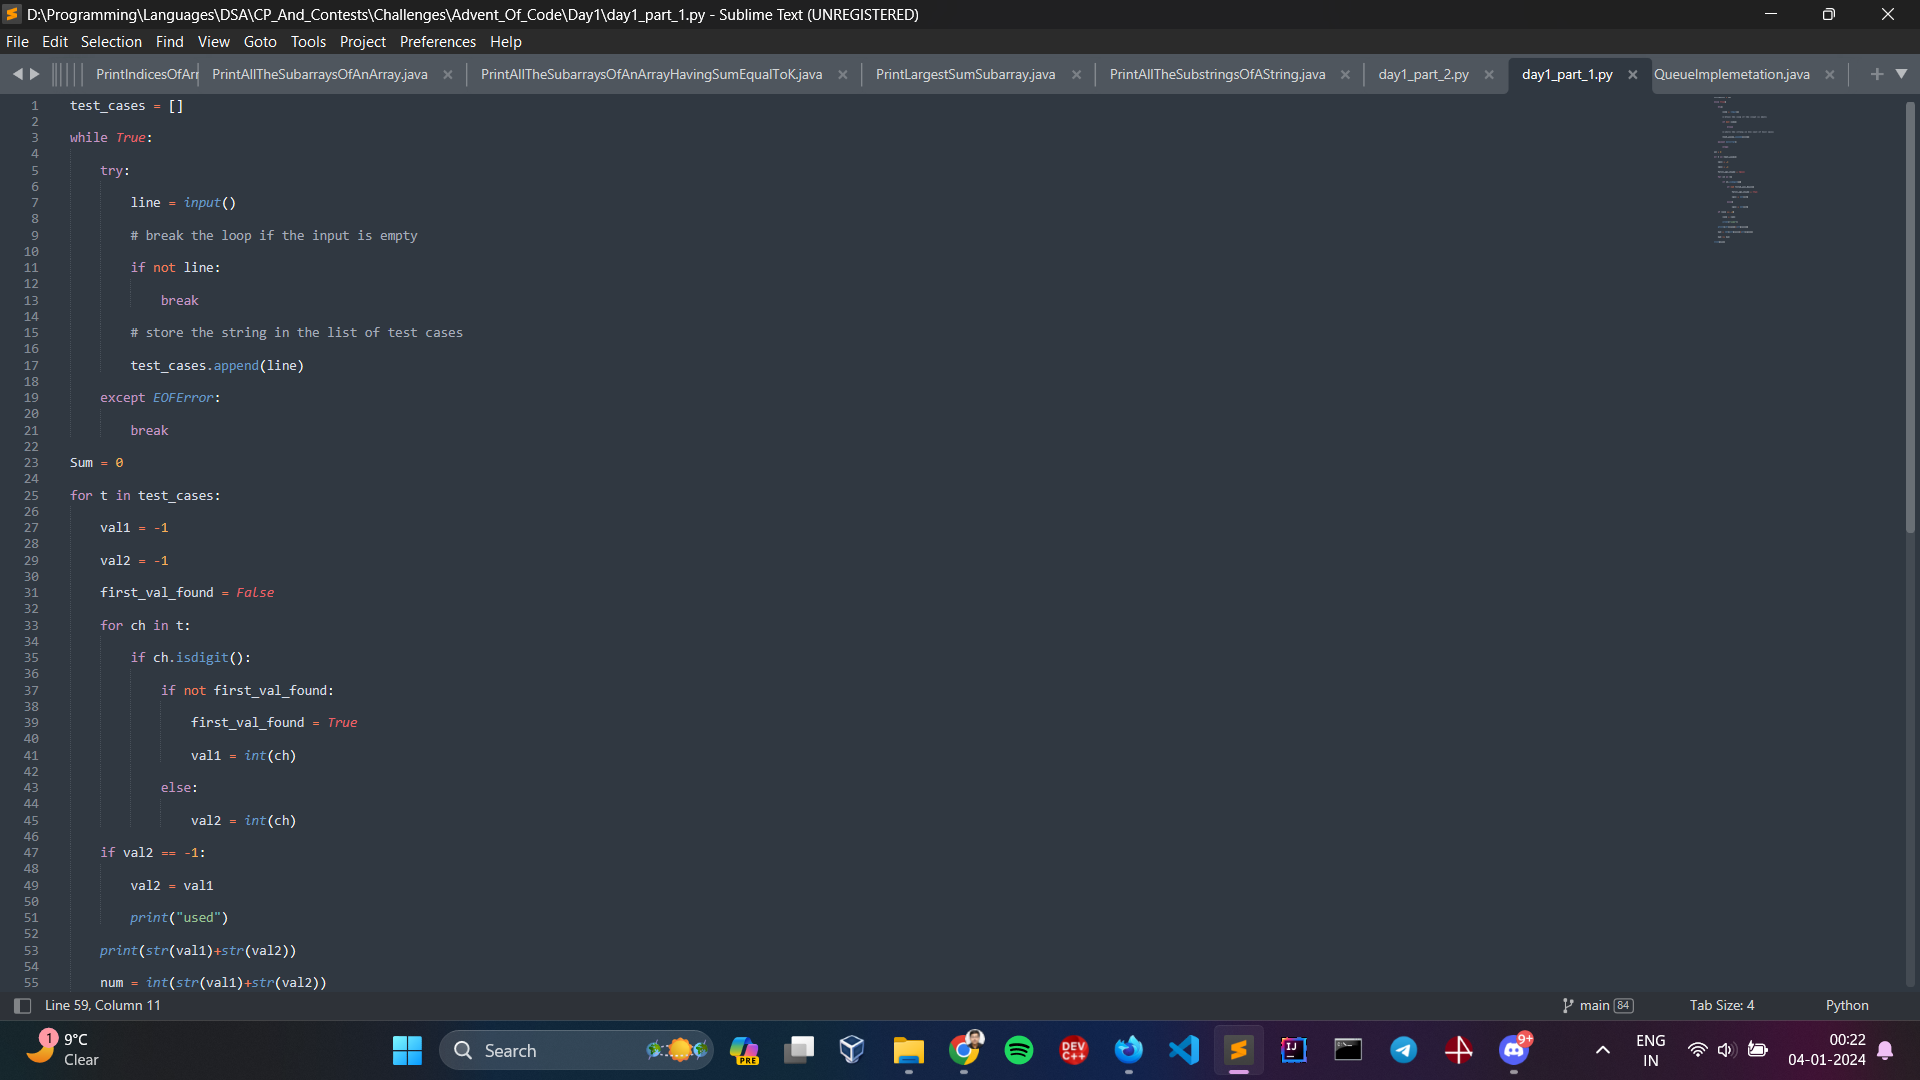 D:\Programming\Languages\DSA\CP_And_Contests\Challenges\Advent_Of_Code\Day1\day1_part_1.py - Sublime Text (UNREGISTERED)
File Edit Selection Find View Goto Tools Project Preferences Help
PrintIndicesOfArr PrintAllTheSubarraysOfAnArray.java PrintAllTheSubarraysOfAnArrayHavingSumEqualToK.java PrintLargestSumSubarray.java PrintAllTheSubstringsOfAString.java day1_part_2.py day1_part_1.py QueueImplemetation.java
1 test_cases = []
2
3 while True:
4
5 try:
6
7 line = input()
8
9 # break the loop if the input is empty
10
11 if not line:
12
13 break
14
15 # store the string in the list of test cases
16
17 test_cases.append(line)
18
19 except EOFError:
20
21 break
22
23 Sum = 0
24
25 for t in test_cases:
26
27 val1 = -1
28
29 val2 = -1
30
31 first_val_found = False
32
33 for ch in t:
34
35 if ch.isdigit():
36
37 if not first_val_found:
38
39 first_val_found = True
40
41 val1 = int(ch)
42
43 else:
44
45 val2 = int(ch)
46
47 if val2 == -1:
48
49 val2 = val1
50
51 print("used")
52
53 print(str(val1)+str(val2))
54
55 num = int(str(val1)+str(val2))
Line 59, Column 11 main 84 Tab Size: 4 Python
1 9°C
Clear
Search
PRE
DEV C++
IJ
9+
ENG
IN
00:22
04-01-2024